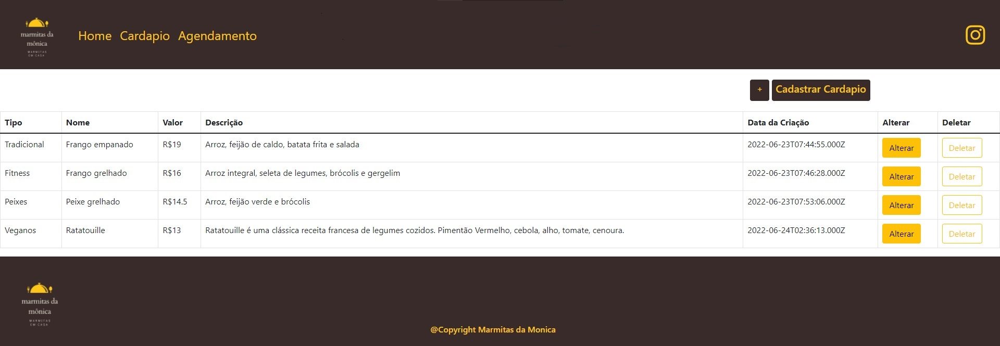 marmitas da
mônica
MARMITAS
EM CASA
Home Cardapio Agendamento
+ Cadastrar Cardapio
Tipo Nome Valor Descrição Data da Criação Alterar Deletar
Tradicional Frango empanado R$19 Arroz, feijão de caldo, batata frita e salada 2022-06-23T07:44:55.000Z Alterar Deletar
Fitness Frango grelhado R$16 Arroz integral, seleta de legumes, brócolis e gergelim 2022-06-23T07:46:28.000Z Alterar Deletar
Peixes Peixe grelhado R$14.5 Arroz, feijão verde e brócolis 2022-06-23T07:53:06.000Z Alterar Deletar
Veganos Ratatouille R$13 Ratatouille é uma clássica receita francesa de legumes cozidos. Pimentão Vermelho, cebola, alho, tomate, cenoura. 2022-06-24T02:36:13.000Z Alterar Deletar
marmitas da
mônica
MARMITAS
EM CASA
@Copyright Marmitas da Monica